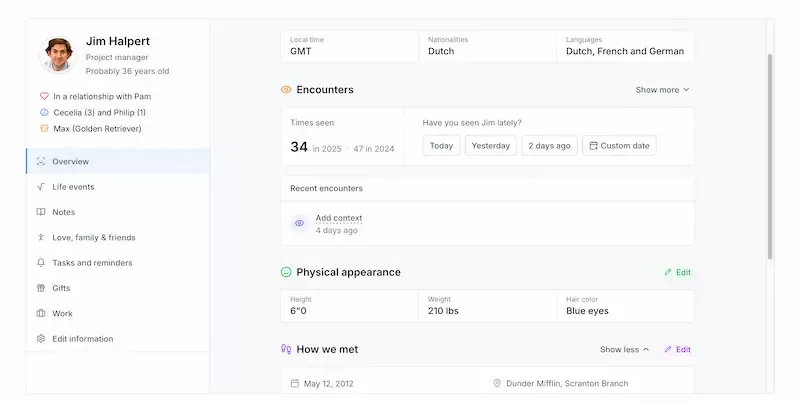 Jim Halpert
Project manager
Probably 36 years old
In a relationship with Pam
Cecelia (3) and Philip (1)
Max (Golden Retriever)
Overview
Life events
Notes
Love, family & friends
Tasks and reminders
Gifts
Work
Edit information
Local time
GMT
Nationalities
Dutch
Languages
Dutch, French and German
Encounters
Show more
Times seen
34 in 2025 · 47 in 2024
Have you seen Jim lately?
Today
Yesterday
2 days ago
Custom date
Recent encounters
Add context
4 days ago
Physical appearance
Edit
Height
6"0
Weight
210 lbs
Hair color
Blue eyes
How we met
Show less
Edit
May 12, 2012
Dunder Mifflin, Scranton Branch